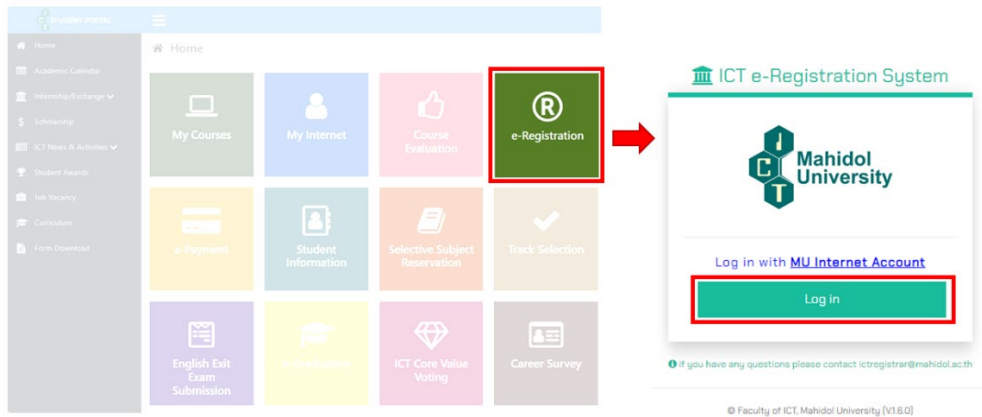 STUDENT PORTAL
Home
Academic Calendar
Internship/Exchange
Scholarship
ICT News & Activities
Student Awards
Job Vacancy
Curriculum
Form Download
Home
My Courses
My Internet
Course
Evaluation
e-Registration
e-Payment
Student
Information
Selective Subject
Reservation
Track Selection
English Exit
Exam
Submission
ICT Core Value
Voting
Career Survey
ICT e-Registration System
ICT
Mahidol
University
Log in with MU Internet Account
Log in
If you have any questions please contact ictregistrar@mahidol.ac.th
© Faculty of ICT, Mahidol University (V.1.6.0)